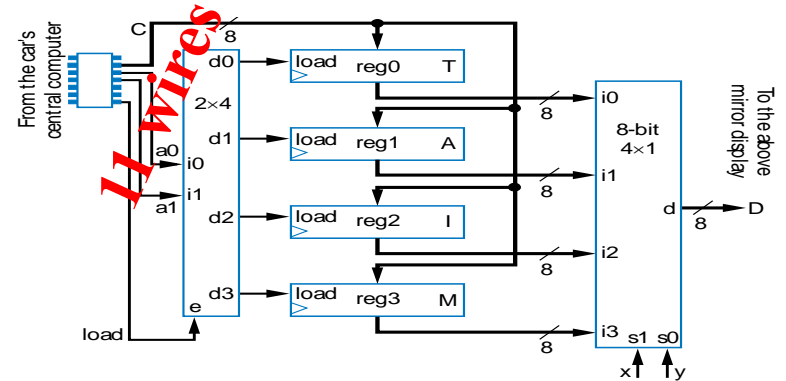 From the car's
central computer
11 wires
C
8
2×4
d0
d1
d2
d3
a0
i0
i1
a1
e
load
load
reg0
T
load
reg1
A
load
reg2
I
load
reg3
M
8
8
8
8
i0
8-bit
4×1
i1
i2
i3
d
s1
s0
x
y
8
D
To the above
mirror display